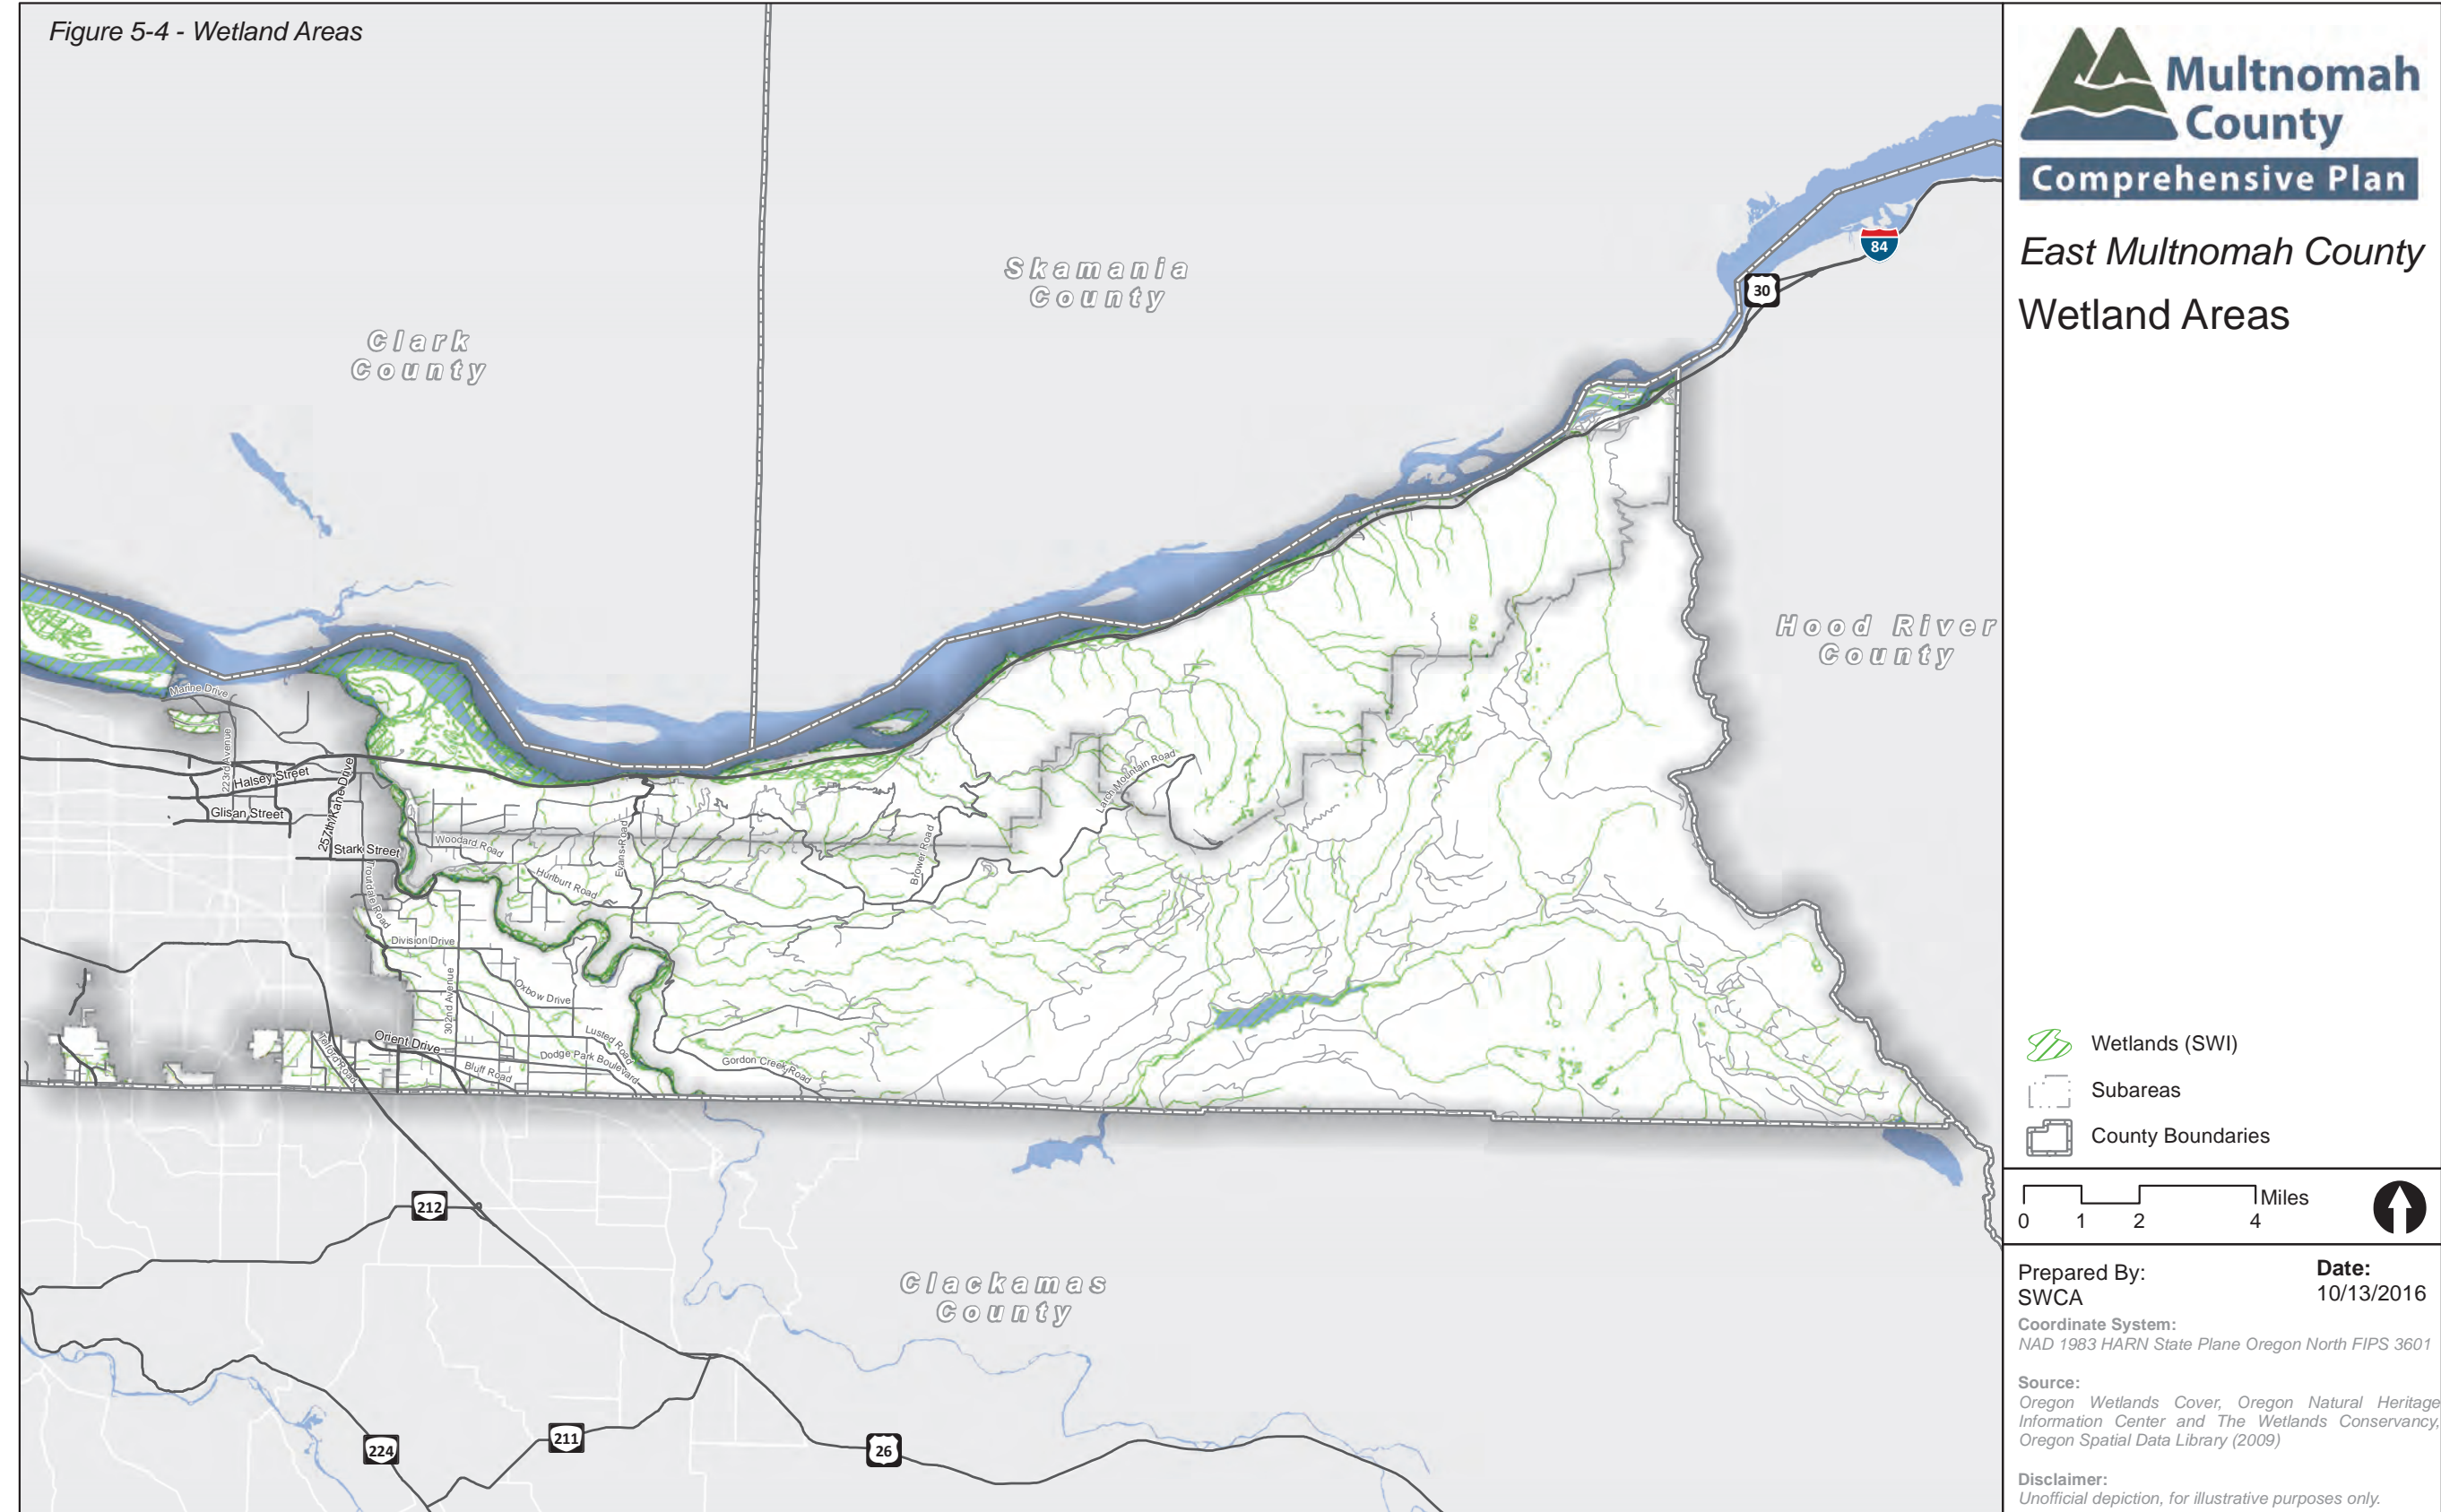 Figure 5-4 - Wetland Areas
Multnomah
County
Comprehensive Plan
East Multnomah County
Wetland Areas
Skamania
County
Clark
County
84
30
Hood River
County
Marine Drive
223rd Avenue
Halsey Street
257th/Kane Drive
Glisan Street
Stark Street
Troutdale Road
Woodard Road
Evans Road
Hurlburt Road
Brower Road
Larch Mountain Road
Division Drive
302nd Avenue
Oxbow Drive
Lusted Road
Orient Drive
Telford Road
Bluff Road
Dodge Park Boulevard
Gordon Creek Road
212
Clackamas
County
224
211
26
Wetlands (SWI)
Subareas
County Boundaries
Miles
0 1 2 4
Prepared By:
SWCA
Date:
10/13/2016
Coordinate System:
NAD 1983 HARN State Plane Oregon North FIPS 3601
Source:
Oregon Wetlands Cover, Oregon Natural Heritage
Information Center and The Wetlands Conservancy,
Oregon Spatial Data Library (2009)
Disclaimer:
Unofficial depiction, for illustrative purposes only.